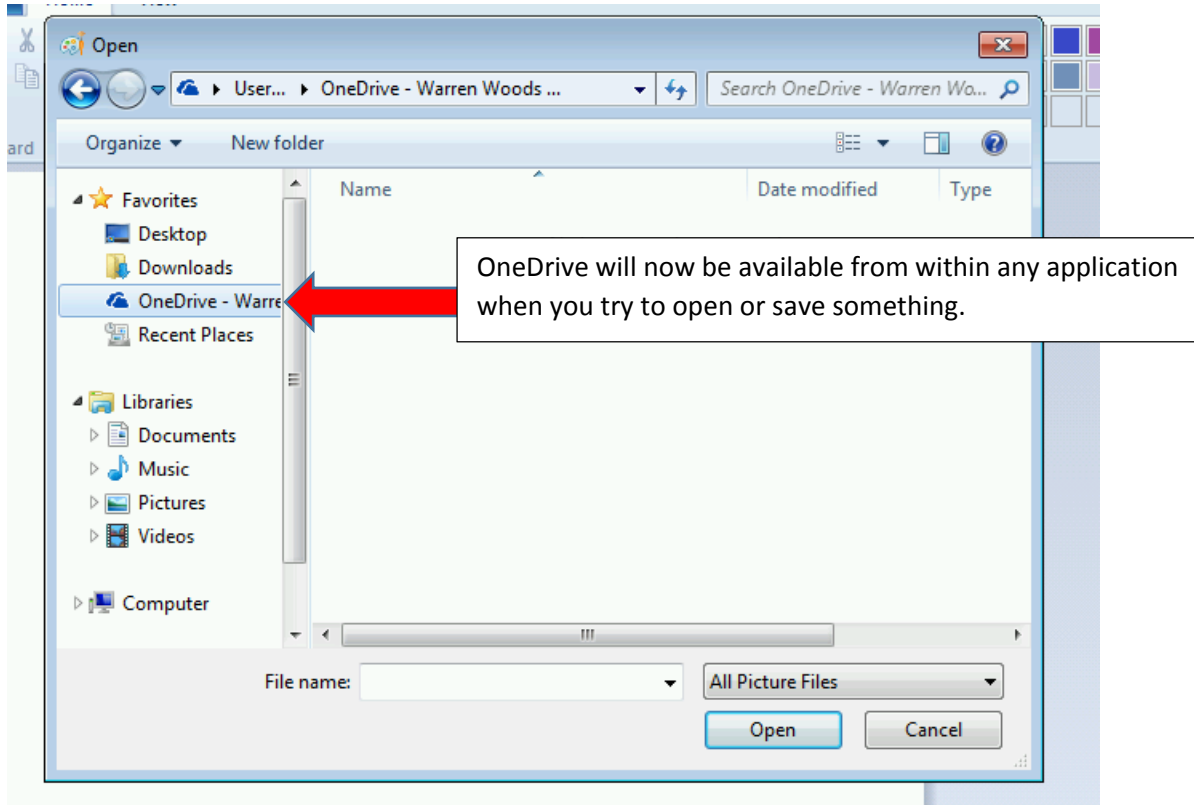 Open
User... OneDrive - Warren Woods ...
Search OneDrive - Warren Wo...
Organize New folder
ard
Name Date modified Type
Favorites
Desktop
Downloads
OneDrive - Warre
Recent Places
OneDrive will now be available from within any application
when you try to open or save something.
Libraries
Documents
Music
Pictures
Videos
Computer
File name: All Picture Files
Open Cancel